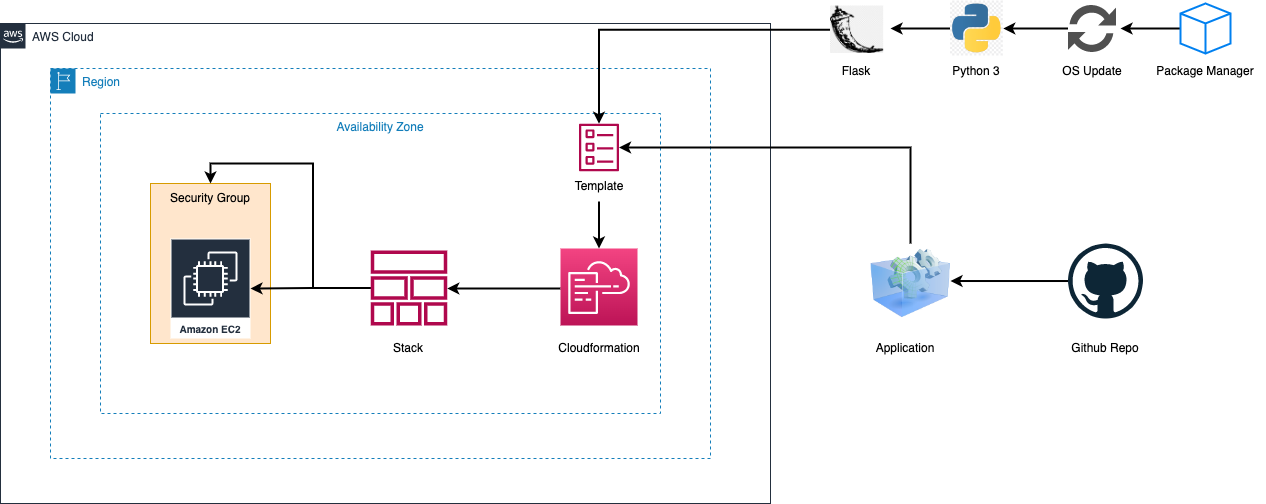 aws
AWS Cloud
Flask
Python 3
OS Update
Package Manager
Region
Availability Zone
Template
Security Group
Amazon EC2
Stack
Cloudformation
Application
Github Repo